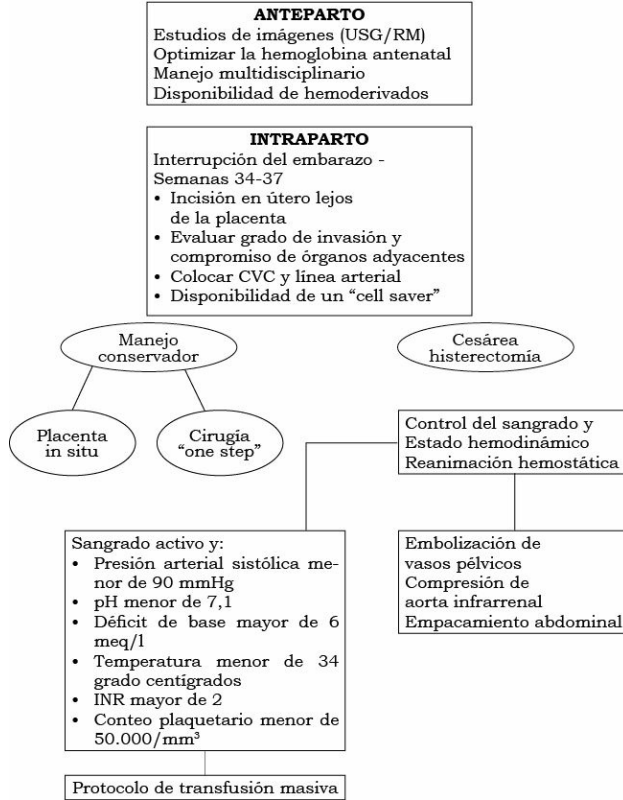 ANTEPARTO
Estudios de imágenes (USG/RM)
Optimizar la hemoglobina antenatal
Manejo multidisciplinario
Disponibilidad de hemoderivados
INTRAPARTO
Interrupción del embarazo -
Semanas 34-37
• Incisión en útero lejos
de la placenta
• Evaluar grado de invasión y
compromiso de órganos adyacentes
• Colocar CVC y línea arterial
• Disponibilidad de un “cell saver”
Manejo
conservador
Cesárea
histerectomía
Placenta
in situ
Cirugía
“one step”
Control del sangrado y
Estado hemodinámico
Reanimación hemostática
Sangrado activo y:
• Presión arterial sistólica me-
nor de 90 mmHg
• pH menor de 7,1
• Déficit de base mayor de 6
meq/l
• Temperatura menor de 34
grado centígrados
• INR mayor de 2
• Conteo plaquetario menor de
50.000/mm³
Embolización de
vasos pélvicos
Compresión de
aorta infrarrenal
Empacamiento abdominal
Protocolo de transfusión masiva